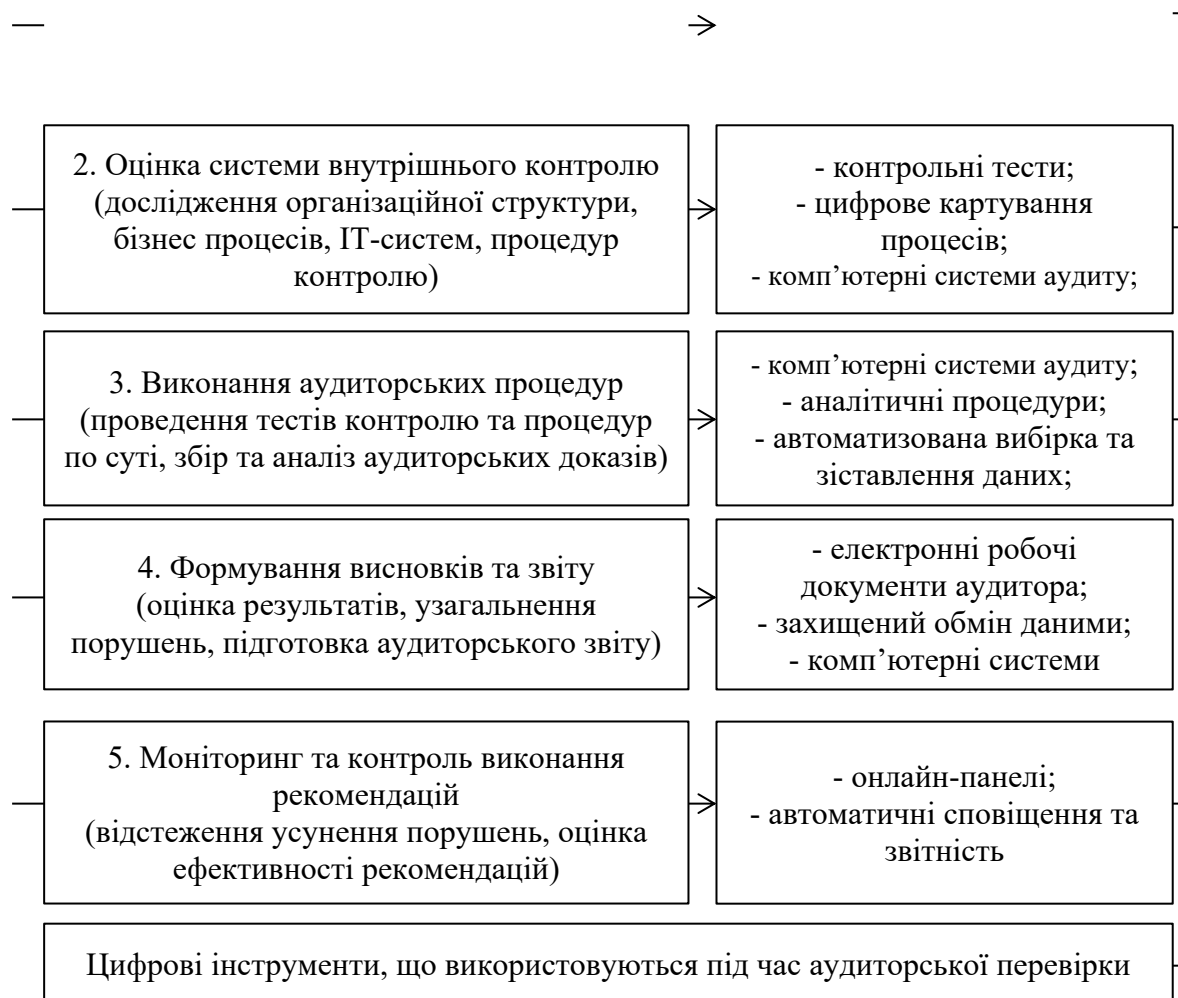 2. Оцінка системи внутрішнього контролю
(дослідження організаційної структури,
бізнес процесів, ІТ-систем, процедур
контролю)
- контрольні тести;
- цифрове картування
процесів;
- комп’ютерні системи аудиту;
3. Виконання аудиторських процедур
(проведення тестів контролю та процедур
по суті, збір та аналіз аудиторських доказів)
- комп’ютерні системи аудиту;
- аналітичні процедури;
- автоматизована вибірка та
зіставлення даних;
4. Формування висновків та звіту
(оцінка результатів, узагальнення
порушень, підготовка аудиторського звіту)
- електронні робочі
документи аудитора;
- захищений обмін даними;
- комп’ютерні системи
5. Моніторинг та контроль виконання
рекомендацій
(відстеження усунення порушень, оцінка
ефективності рекомендацій)
- онлайн-панелі;
- автоматичні сповіщення та
звітність
Цифрові інструменти, що використовуються під час аудиторської перевірки